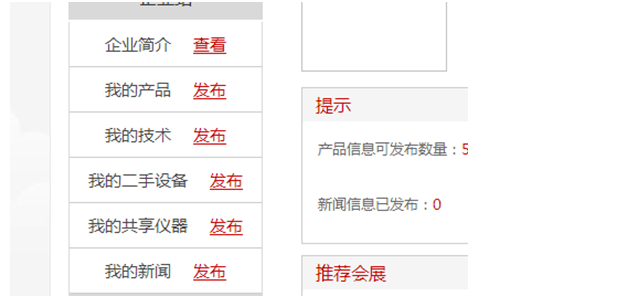 企业简介 查看
我的产品 发布
我的技术 发布
我的二手设备 发布
我的共享仪器 发布
我的新闻 发布
提示
产品信息可发布数量：5
新闻信息已发布：0
推荐会展